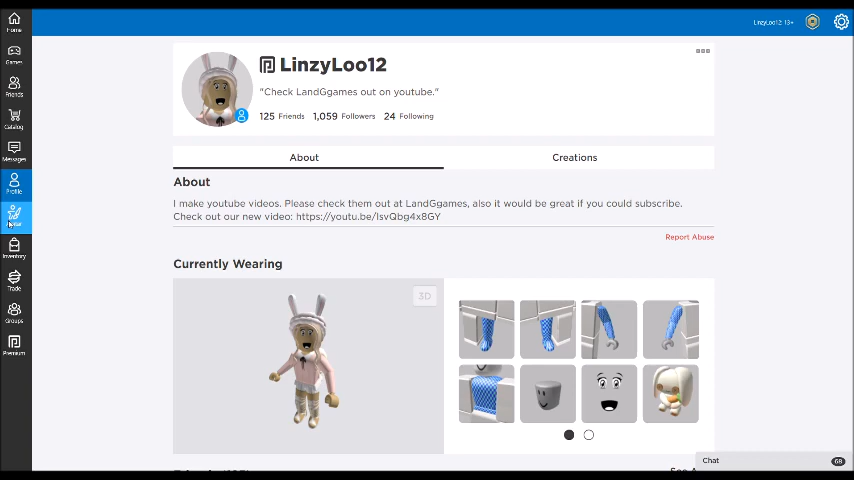 LinzyLoo12: 13+
Home
Games
Friends
Catalog
Messages
Profile
Inventory
Trade
Groups
Premium
LinzyLoo12
"Check LandGgames out on youtube."
125 Friends 1,059 Followers 24 Following
About
Creations
About
I make youtube videos. Please check them out at LandGgames, also it would be great if you could subscribe.
Check out our new video: https://youtu.be/IsvQbg4x8GY
Report Abuse
Currently Wearing
3D
Chat
68